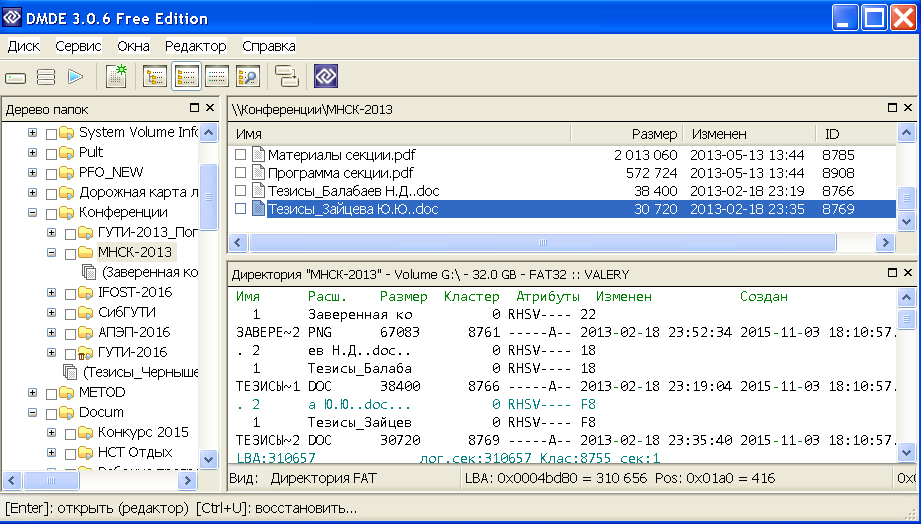 DMDE 3.0.6 Free Edition
Диск Сервис Окна Редактор Справка
Дерево папок
System Volume Info
Pult
PFO_NEW
Дорожная карта л
Конференции
ГУТИ-2013_Пог
МНСК-2013
(Заверенная ко
IFOST-2016
СибГУТИ
АПЭП-2016
ГУТИ-2016
(Тезисы_Черныше
METOD
Docum
Конкурс 2015
НСТ Отдых
\\Конференции\МНСК-2013
Имя Размер Изменен ID
Материалы секции.pdf 2 013 060 2013-05-13 13:44 8785
Программа секции.pdf 572 724 2013-05-13 13:44 8908
Тезисы_Балабаев Н.Д..doc 38 400 2013-02-18 23:19 8766
Тезисы_Зайцева Ю.Ю..doc 30 720 2013-02-18 23:35 8769
Директория "МНСК-2013" - Volume G:\ - 32.0 GB - FAT32 :: VALERY
Имя Расш. Размер Кластер Атрибуты Изменен Создан
1 Заверенная ко 0 RHSV---- 22
ЗАВЕРЕ~2 PNG 67083 8761 -----A-- 2013-02-18 23:52:34 2015-11-03 18:10:57.
. 2 ев Н.Д..doc.. 0 RHSV---- 18
1 Тезисы_Балаба 0 RHSV---- 18
ТЕЗИСЫ~1 DOC 38400 8766 -----A-- 2013-02-18 23:19:04 2015-11-03 18:10:57.
. 2 а Ю.Ю..doc... 0 RHSV---- F8
1 Тезисы_Зайцев 0 RHSV---- F8
ТЕЗИСЫ~2 DOC 30720 8769 -----A-- 2013-02-18 23:35:40 2015-11-03 18:10:57.
LBA:310657 лог.сек:310657 Клас:8755 сек:1
Вид: Директория FAT LBA: 0x0004bd80 = 310 656 Pos: 0x01a0 = 416 0x0
[Enter]: открыть (редактор) [Ctrl+U]: восстановить...